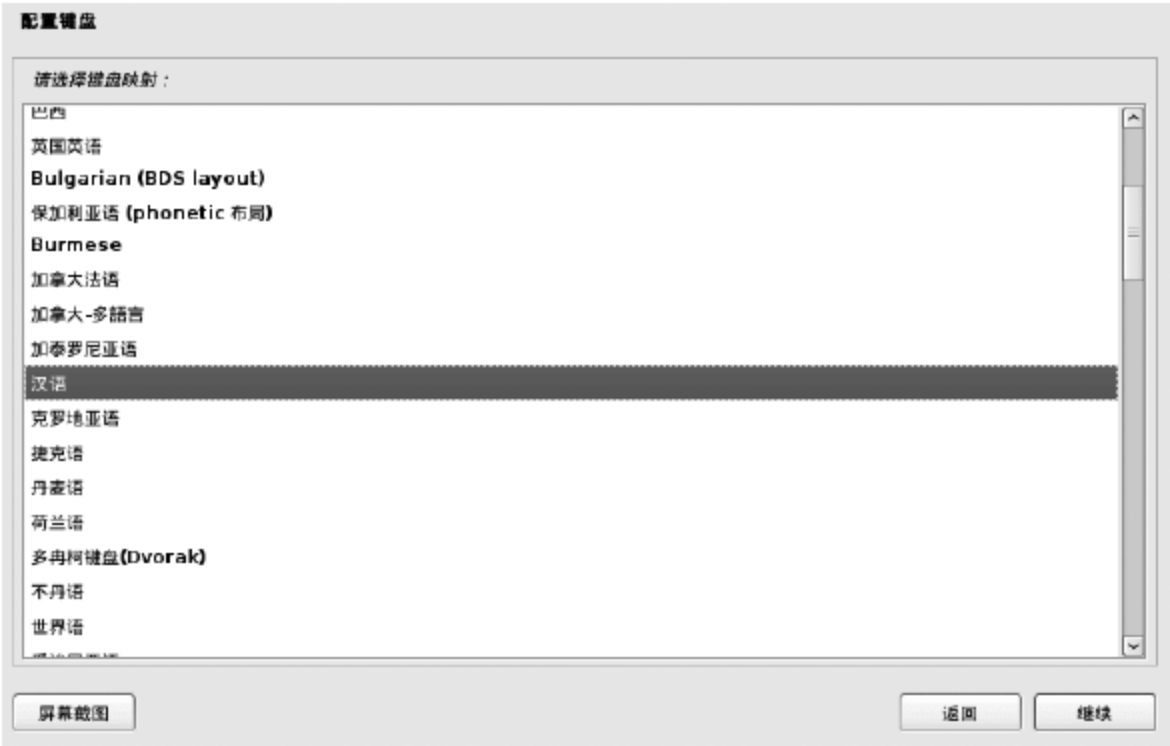 配置键盘
请选择键盘映射：
巴西
英国英语
Bulgarian (BDS layout)
保加利亚语 (phonetic 布局)
Burmese
加拿大法语
加拿大-多語言
加泰罗尼亚语
汉语
克罗地亚语
捷克语
丹麦语
荷兰语
多冉柯键盘(Dvorak)
不丹语
世界语
屏幕截图
返回
继续